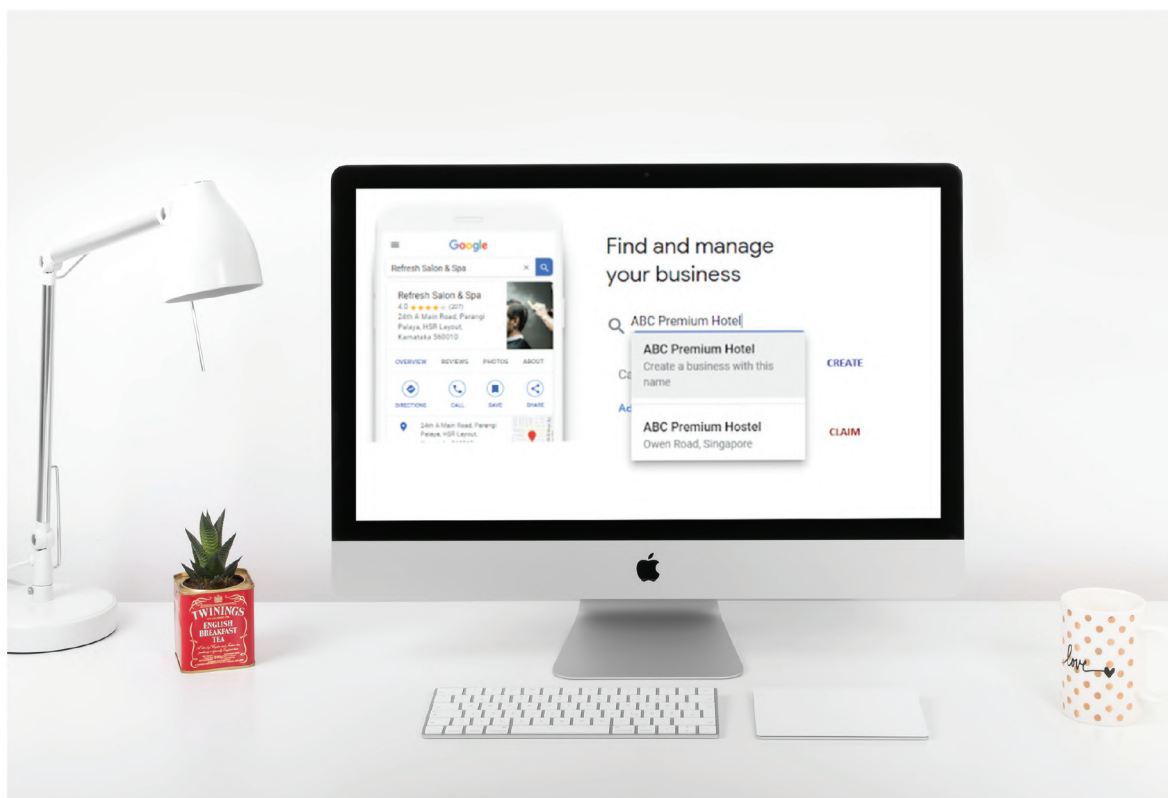 Google
Refresh Salon & Spa
Refresh Salon & Spa
4.0 (207)
24th A Main Road, Parangi
Palaya, HSR Layout,
Karnataka 560010
OVERVIEW REVIEWS PHOTOS ABOUT
DIRECTIONS CALL SAVE SHARE
24th A Main Road, Parangi
Palaya, HSR Layout,
Find and manage
your business
ABC Premium Hotel
ABC Premium Hotel
Create a business with this
name
CREATE
ABC Premium Hostel
Owen Road, Singapore
CLAIM
TWININGS
ENGLISH
BREAKFAST
TEA
love